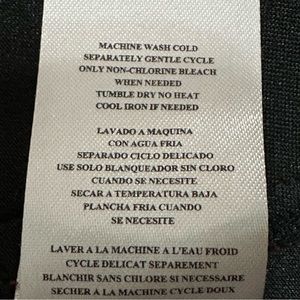 MACHINE WASH COLD
SEPARATELY GENTLE CYCLE
ONLY NON-CHLORINE BLEACH
WHEN NEEDED
TUMBLE DRY NO HEAT
COOL IRON IF NEEDED
LAVADO A MAQUINA
CON AGUA FRIA
SEPARADO CICLO DELICADO
USE SOLO BLANQUEADOR SIN CLORO
CUANDO SE NECESITE
SECAR A TEMPERATURA BAJA
PLANCHA FRIA CUANDO
SE NECESITE
LAVER A LA MACHINE A L'EAU FROID
CYCLE DELICAT SEPAREMENT
BLANCHIR SANS CHLORE SI NECESSAIRE
SECHER A LA MACHINE CYCLE DOUX